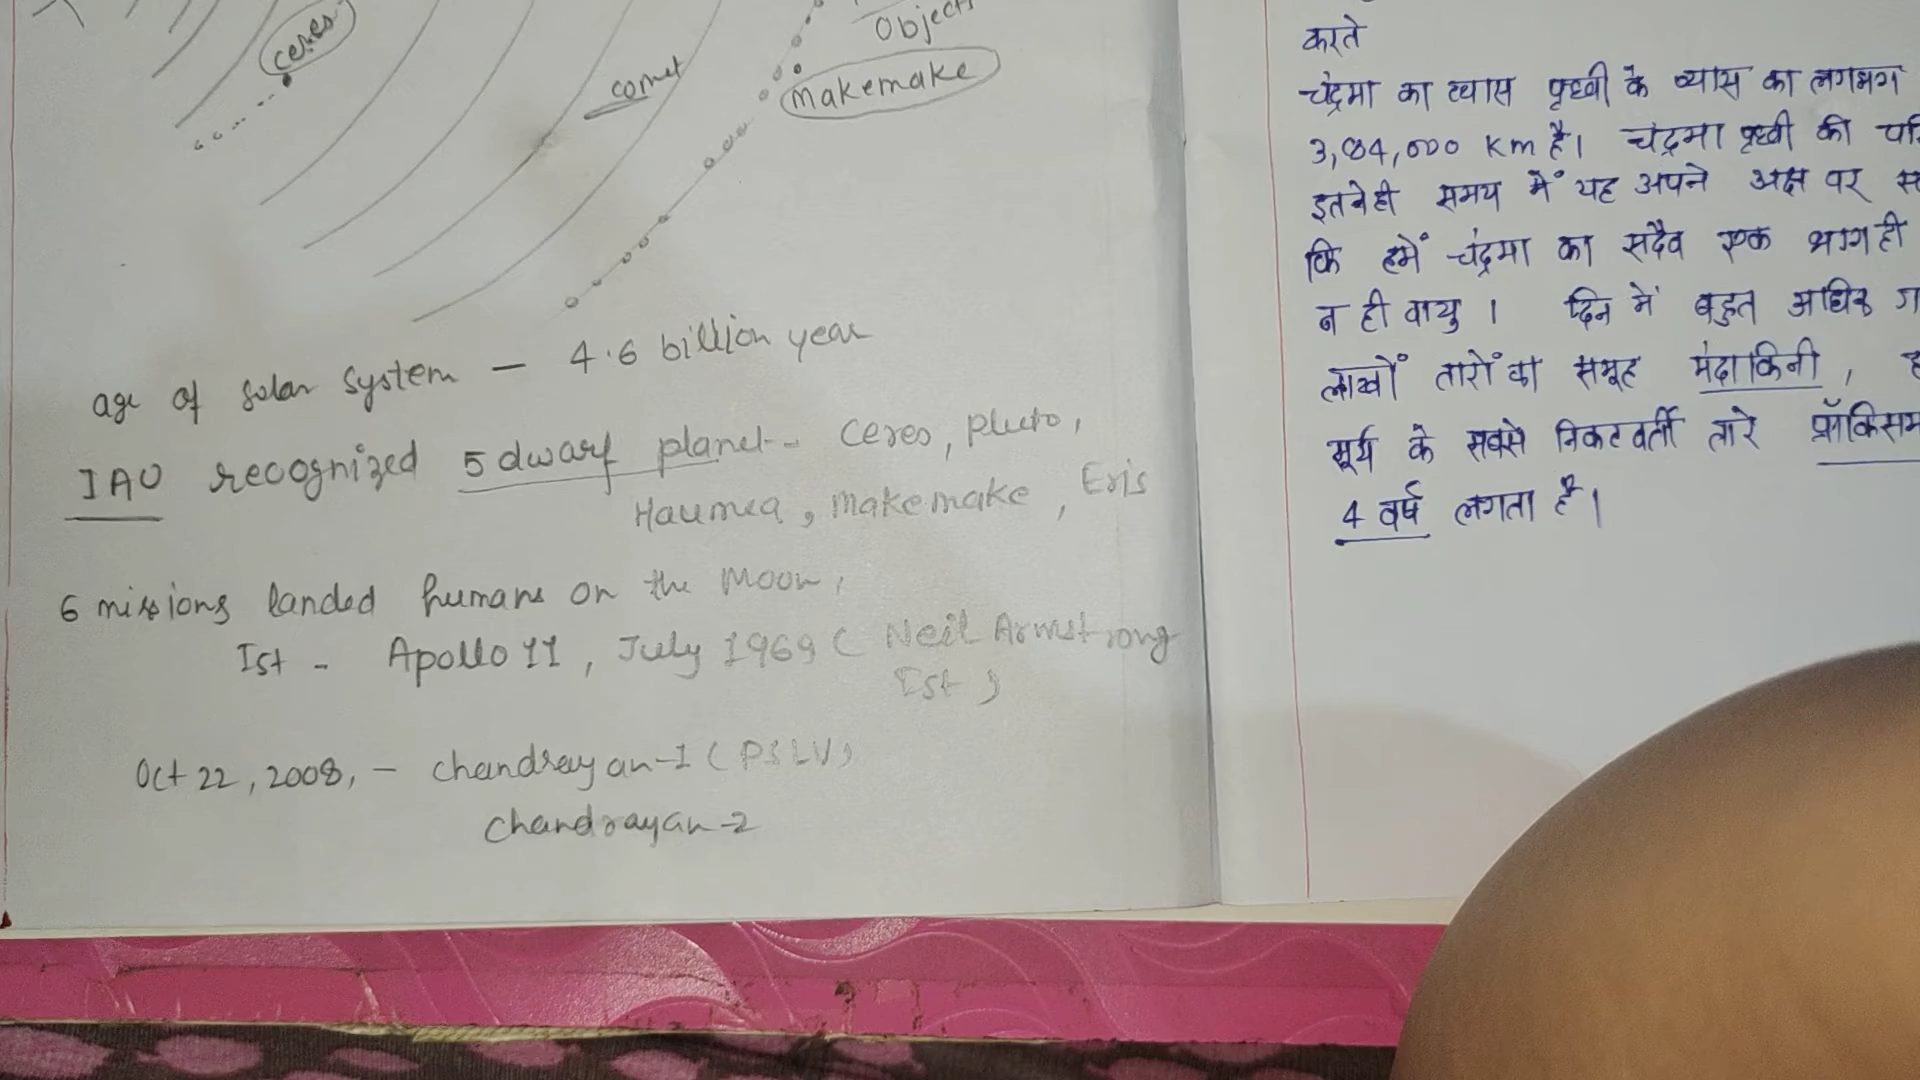 ceres
comet
Objects
makemake
age of solar system – 4.6 billion year
IAU recognized 5 dwarf planet - Ceres, Pluto,
Haumea, Makemake, Eris
6 missions landed humans on the Moon,
Ist - Apollo 11, July 1969 ( Neil Armstrong
Ist )
Oct 22, 2008, – chandrayan-1 ( PSLV )
chandrayan-2
करते
चंद्रमा का व्यास पृथ्वी के व्यास का लगभग
3,84,000 Km है। चंद्रमा पृथ्वी की
इतनेही समय में यह अपने अक्ष पर
कि हमें चंद्रमा का सदैव एक भाग ही
न ही वायु । दिन में बहुत अधिक
लाखों तारों का समूह मंदाकिनी,
सूर्य के सबसे निकटवर्ती तारे प्रॉक्सिम
4 वर्ष लगता है।